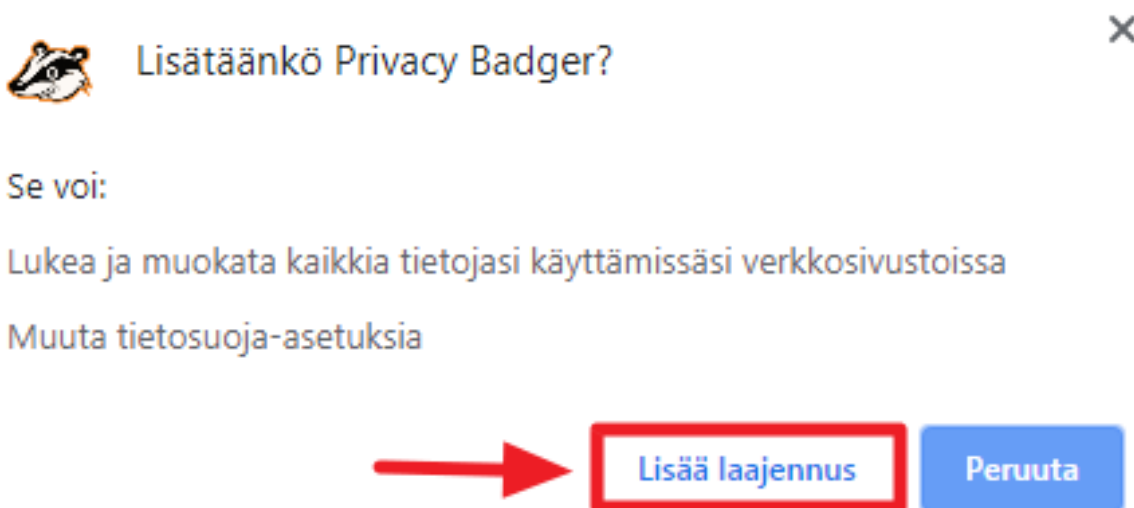 Lisätäänkö Privacy Badger?
Se voi:
Lukea ja muokata kaikkia tietojasi käyttämissäsi verkkosivustoissa
Muuta tietosuoja-asetuksia
Lisää laajennus Peruuta